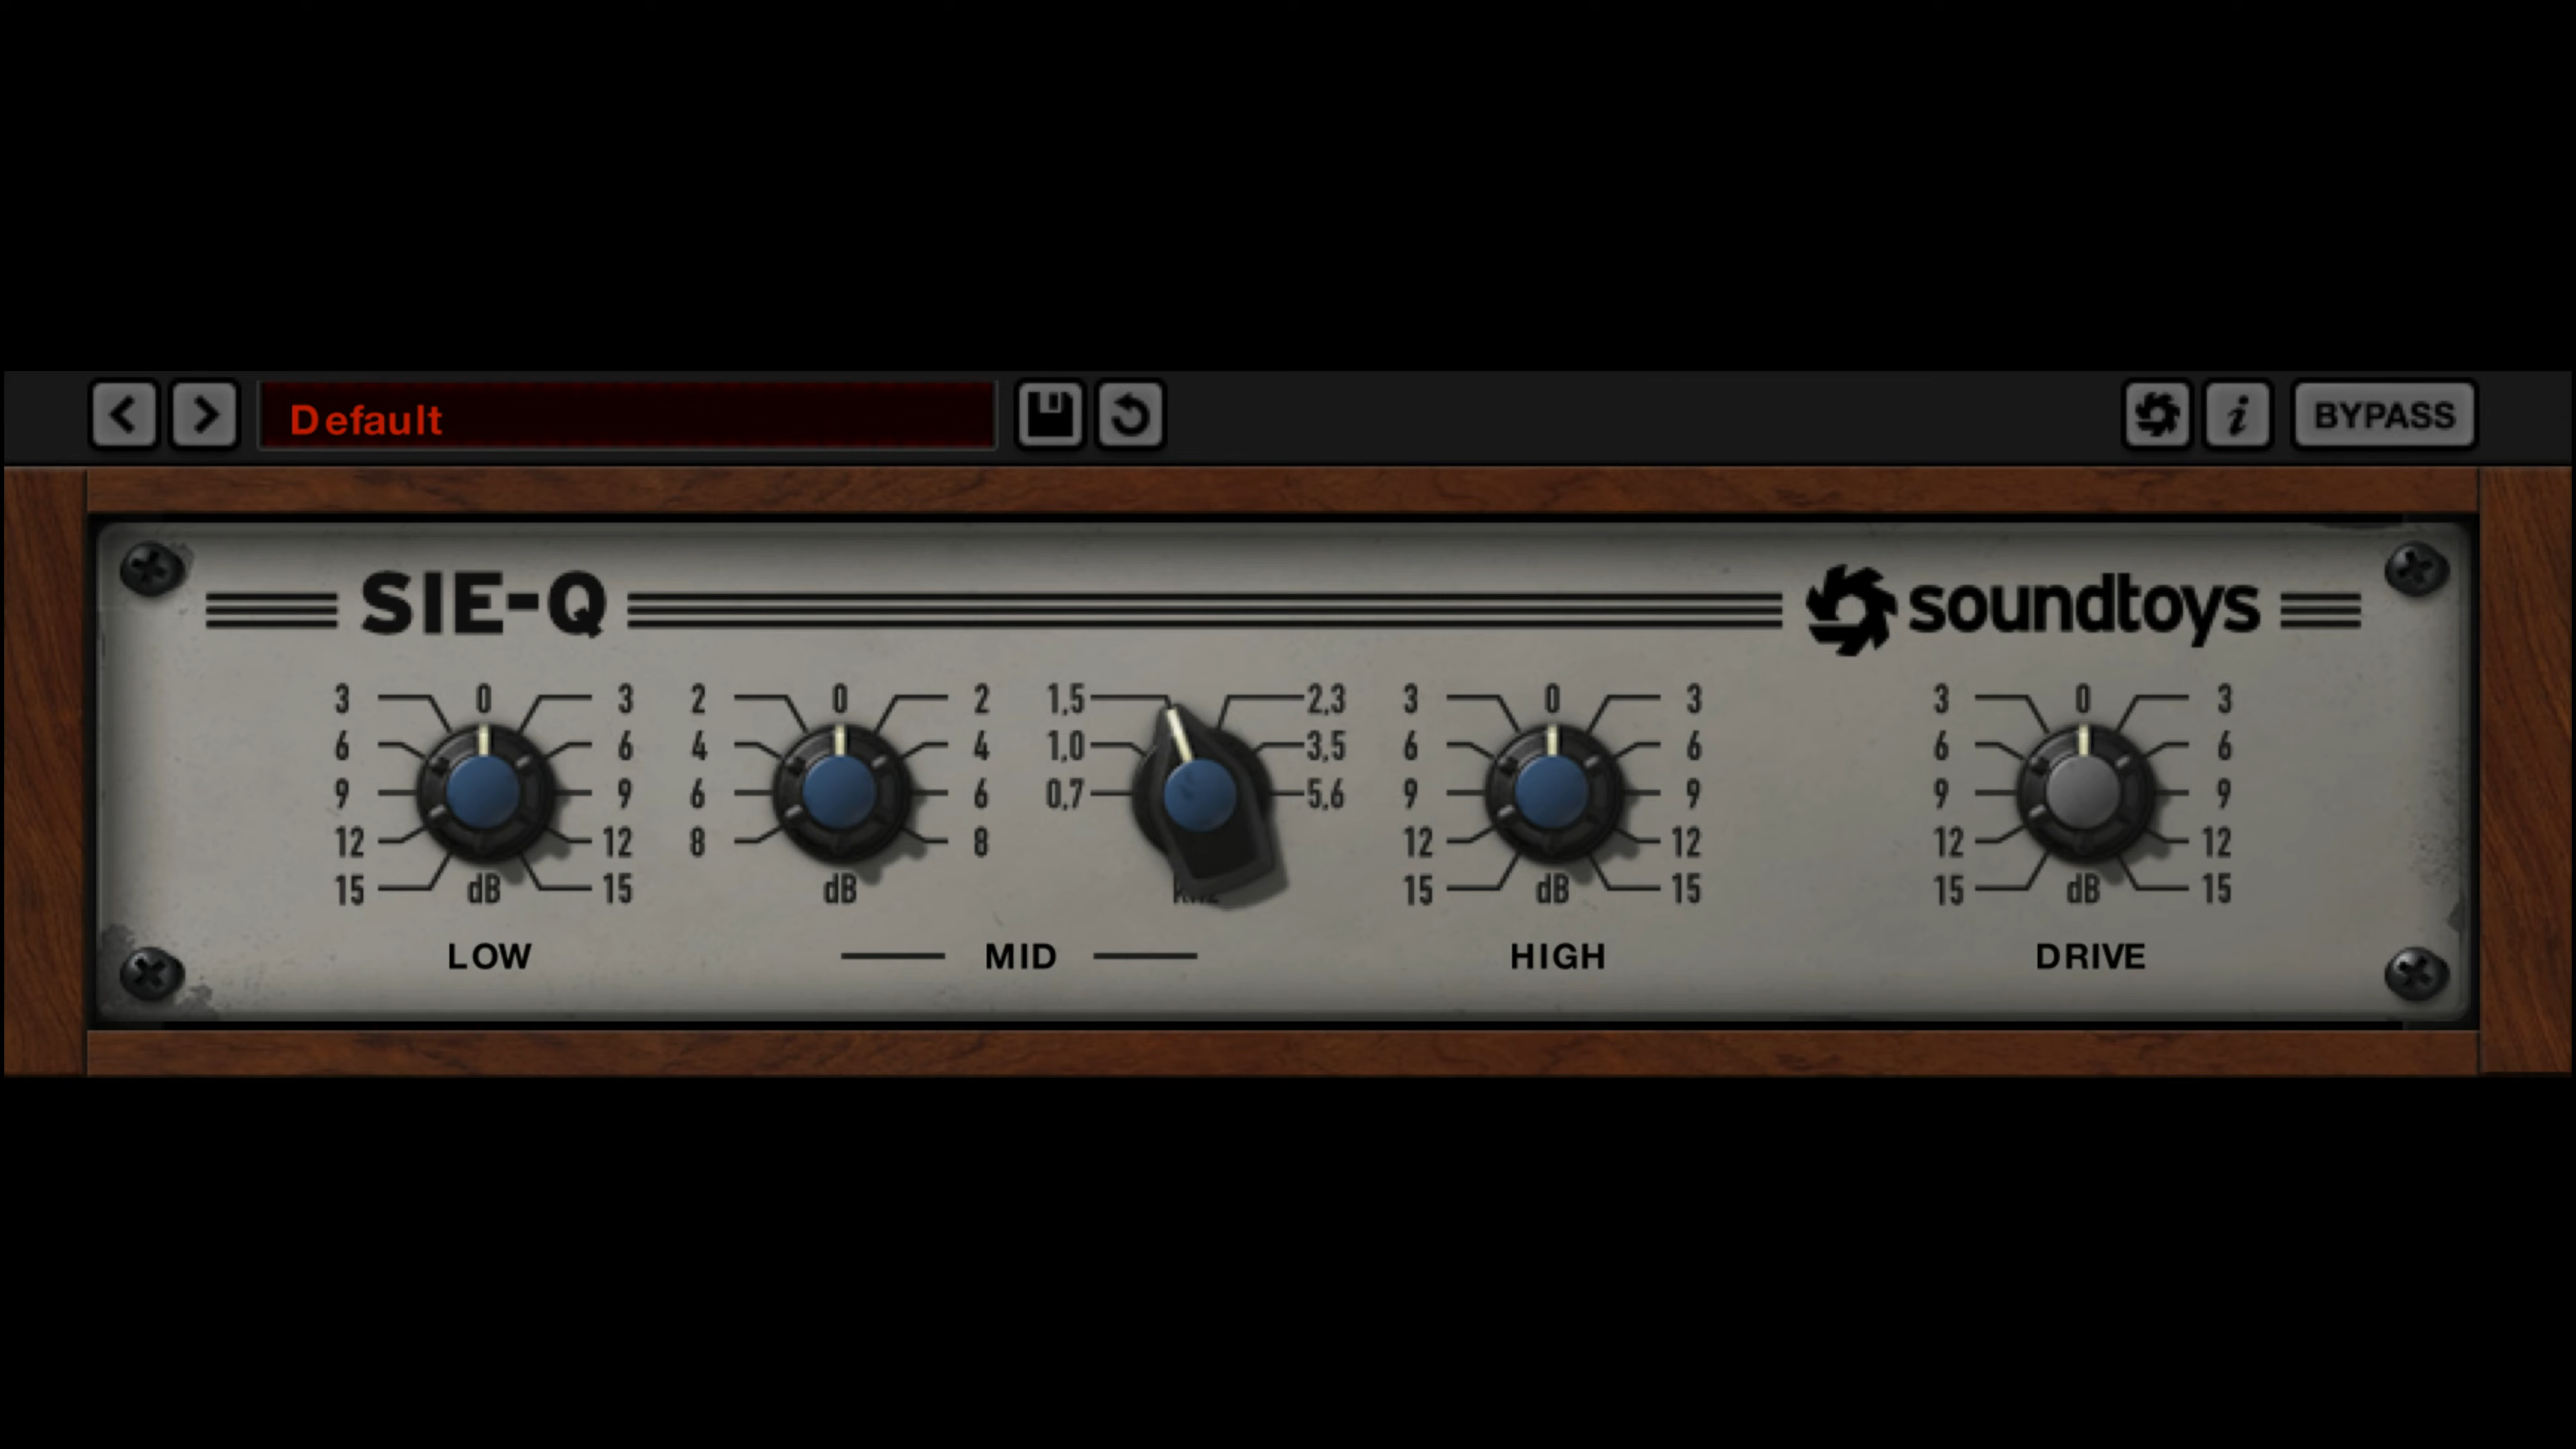 Default
i BYPASS
SIE-Q soundtoys
3 0 3 2 0 2 1,5 2,3 3 0 3 3 0 3
6 6 4 4 1,0 3,5 6 6 6 6
9 9 6 6 0,7 5,6 9 9 9 9
12 12 8 8 12 12 12 12
15 dB 15 dB 15 dB 15 15 dB 15
LOW MID HIGH DRIVE